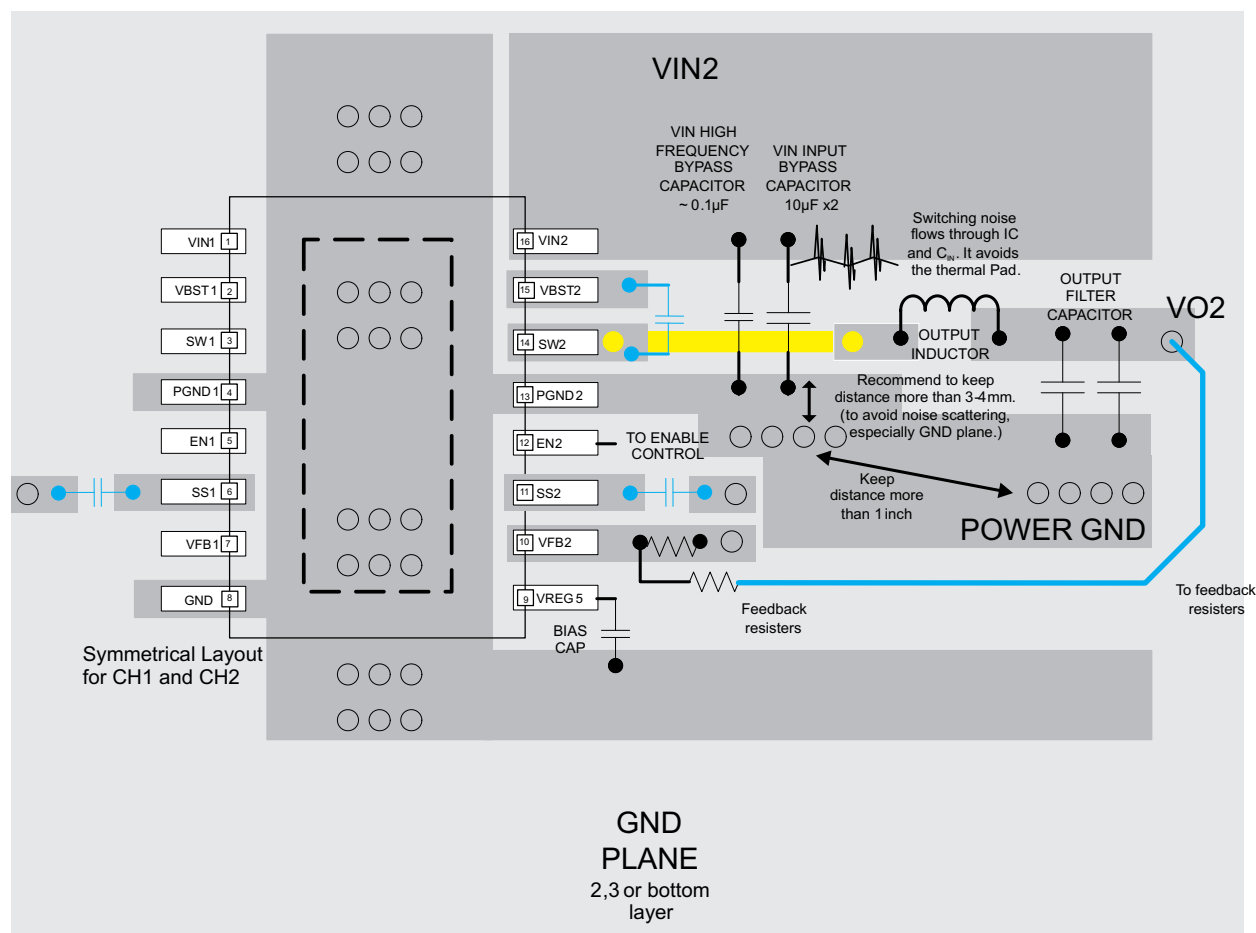 VIN2
VIN HIGH
FREQUENCY
BYPASS
CAPACITOR
~ 0.1µF
VIN INPUT
BYPASS
CAPACITOR
10µF x2
Switching noise
flows through IC
and CIN. It avoids
the thermal Pad.
OUTPUT
FILTER
CAPACITOR
VO2
OUTPUT
INDUCTOR
VIN1 1
VBST1 2
SW1 3
PGND1 4
EN1 5
SS1 6
VFB1 7
GND 8
16 VIN2
15 VBST2
14 SW2
13 PGND2
12 EN2
11 SS2
10 VFB2
9 VREG5
Recommend to keep
distance more than 3-4mm.
(to avoid noise scattering,
especially GND plane.)
TO ENABLE
CONTROL
Keep
distance more
than 1 inch
POWER GND
Feedback
resisters
To feedback
resisters
BIAS
CAP
Symmetrical Layout
for CH1 and CH2
GND
PLANE
2,3 or bottom
layer